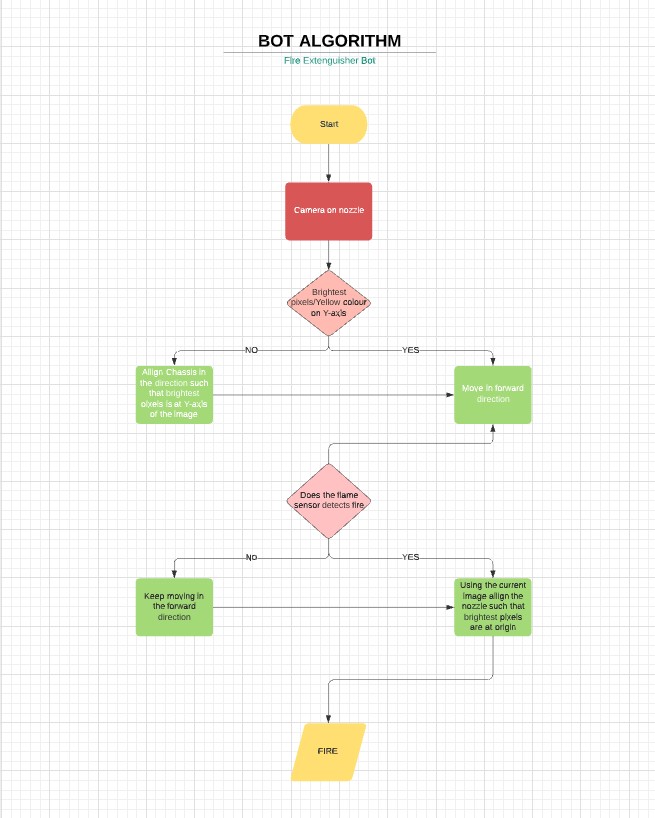 BOT ALGORITHM
Fire Extenguisher Bot
Start
Camera on nozzle
Brightest
pixels/Yellow colour
on Y-axis
NO
YES
Allign Chassis in
the direction such
that brightest
pixels is at Y-axis
of the image
Move in forward
direction
Does the flame
sensor detects fire
No
YES
Keep moving in
the forward
direction
Using the current
image allign the
nozzle such that
brightest pixels
are at origin
FIRE